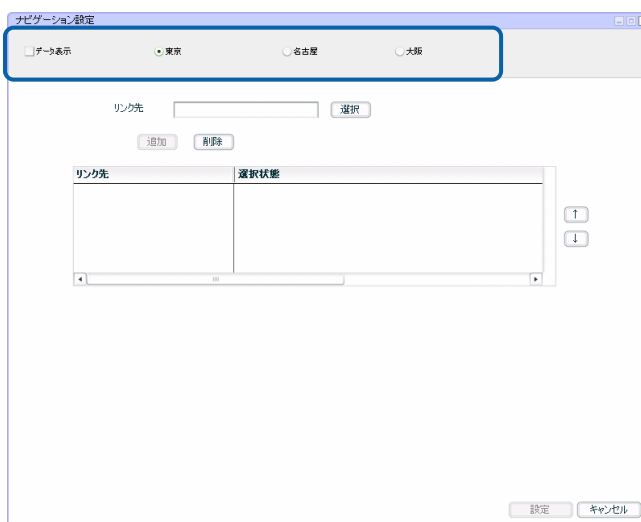 ナビゲーション設定
データ表示 東京 名古屋 大阪
リンク先 選択
追加 削除
リンク先 選択状態
↑
↓
設定 キャンセル